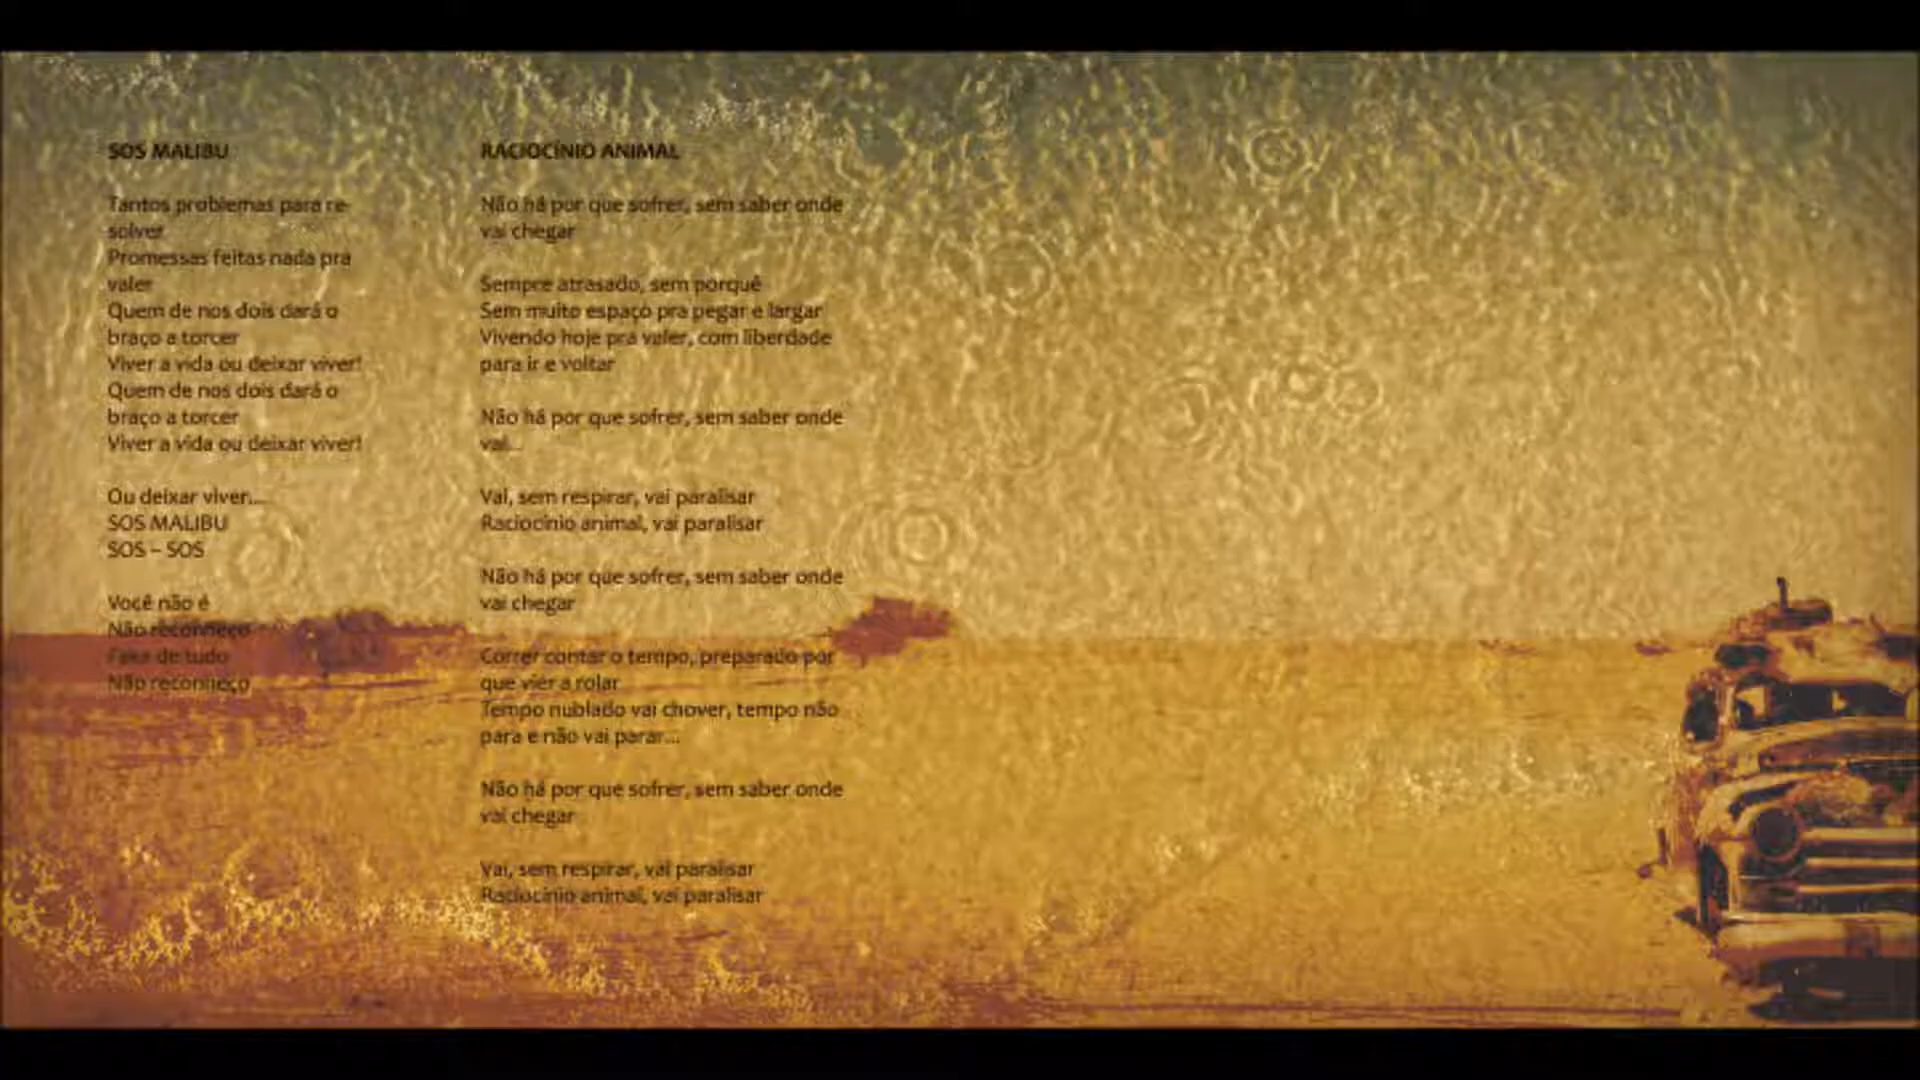 SOS MALIBU
Tantos problemas para re-
solver
Promessas feitas nada pra
valer
Quem de nos dois dará o
braço a torcer
Viver a vida ou deixar viver!
Quem de nos dois dará o
braço a torcer
Viver a vida ou deixar viver!
Ou deixar viver....
SOS MALIBU
SOS – SOS
Você não é
Não reconheço
Fake de tudo
Não reconheço
RACIOCÍNIO ANIMAL
Não há por que sofrer, sem saber onde
vai chegar
Sempre atrasado, sem porquê
Sem muito espaço pra pegar e largar
Vivendo hoje pra valer, com liberdade
para ir e voltar
Não há por que sofrer, sem saber onde
vai...
Vai, sem respirar, vai paralisar
Raciocínio animal, vai paralisar
Não há por que sofrer, sem saber onde
vai chegar
Correr contar o tempo, preparado por
que vier a rolar
Tempo nublado vai chover, tempo não
para e não vai parar...
Não há por que sofrer, sem saber onde
vai chegar
Vai, sem respirar, vai paralisar
Raciocínio animal, vai paralisar